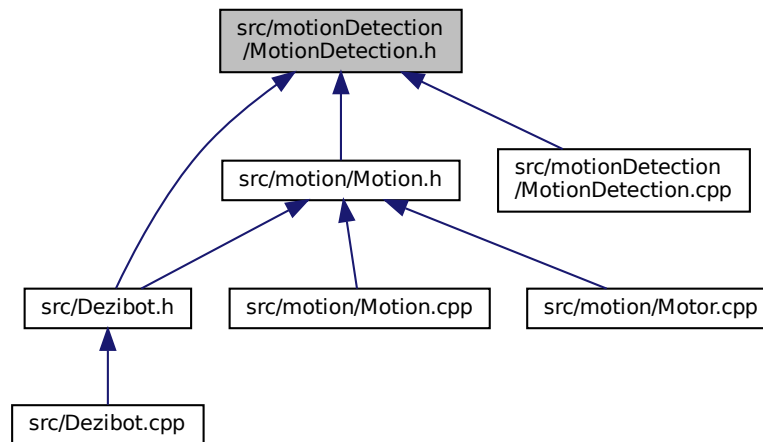 src/motionDetection
/MotionDetection.h
src/motion/Motion.h
src/motionDetection
/MotionDetection.cpp
src/Dezibot.h
src/motion/Motion.cpp
src/motion/Motor.cpp
src/Dezibot.cpp